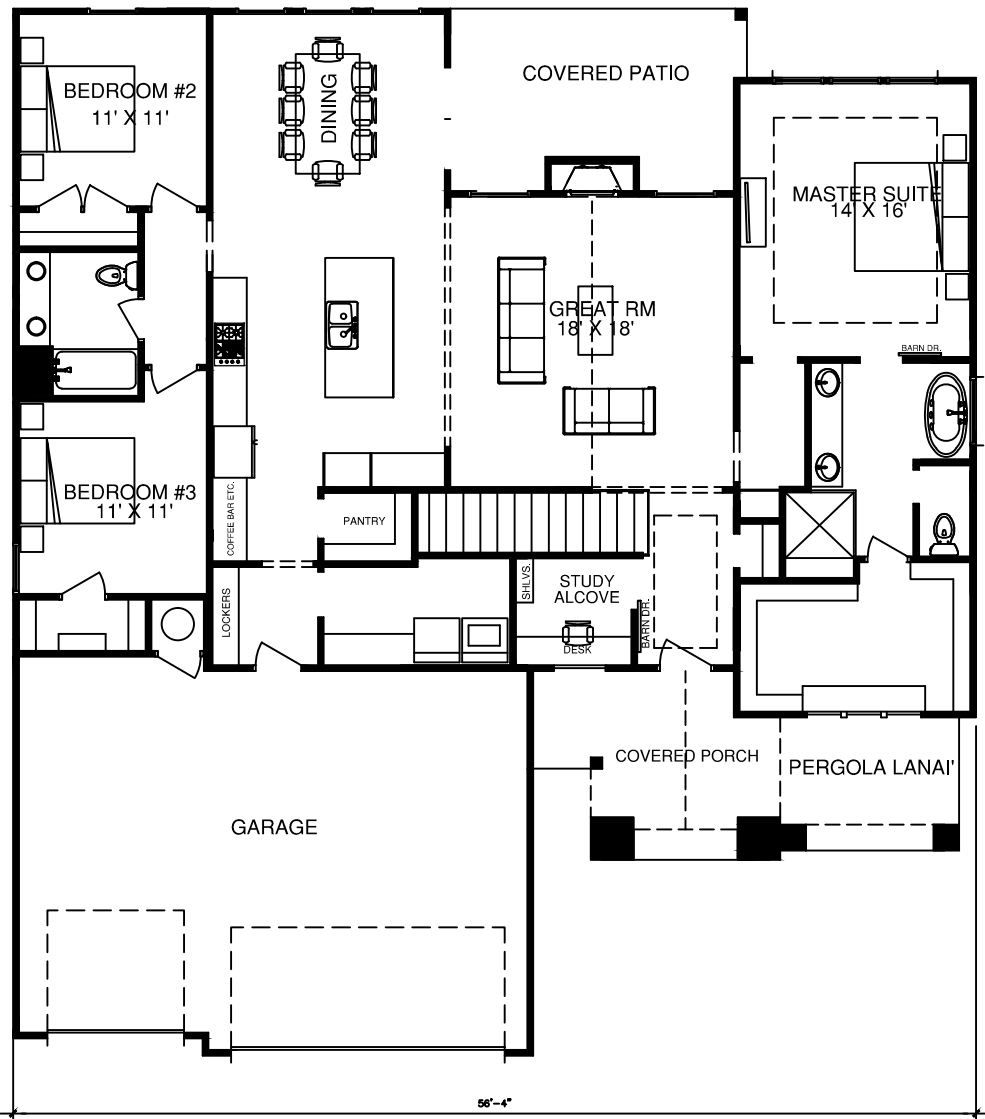 COVERED PATIO
BEDROOM #2
11' X 11'
DINING
MASTER SUITE
14' X 16'
GREAT RM
18' X 18'
BARN DR.
BEDROOM #3
11' X 11'
COFFEE BAR ETC.
PANTRY
LOCKERS
SHLVS.
STUDY
ALCOVE
BARN DR.
DESK
COVERED PORCH
PERGOLA LANAI'
GARAGE
56'-4"